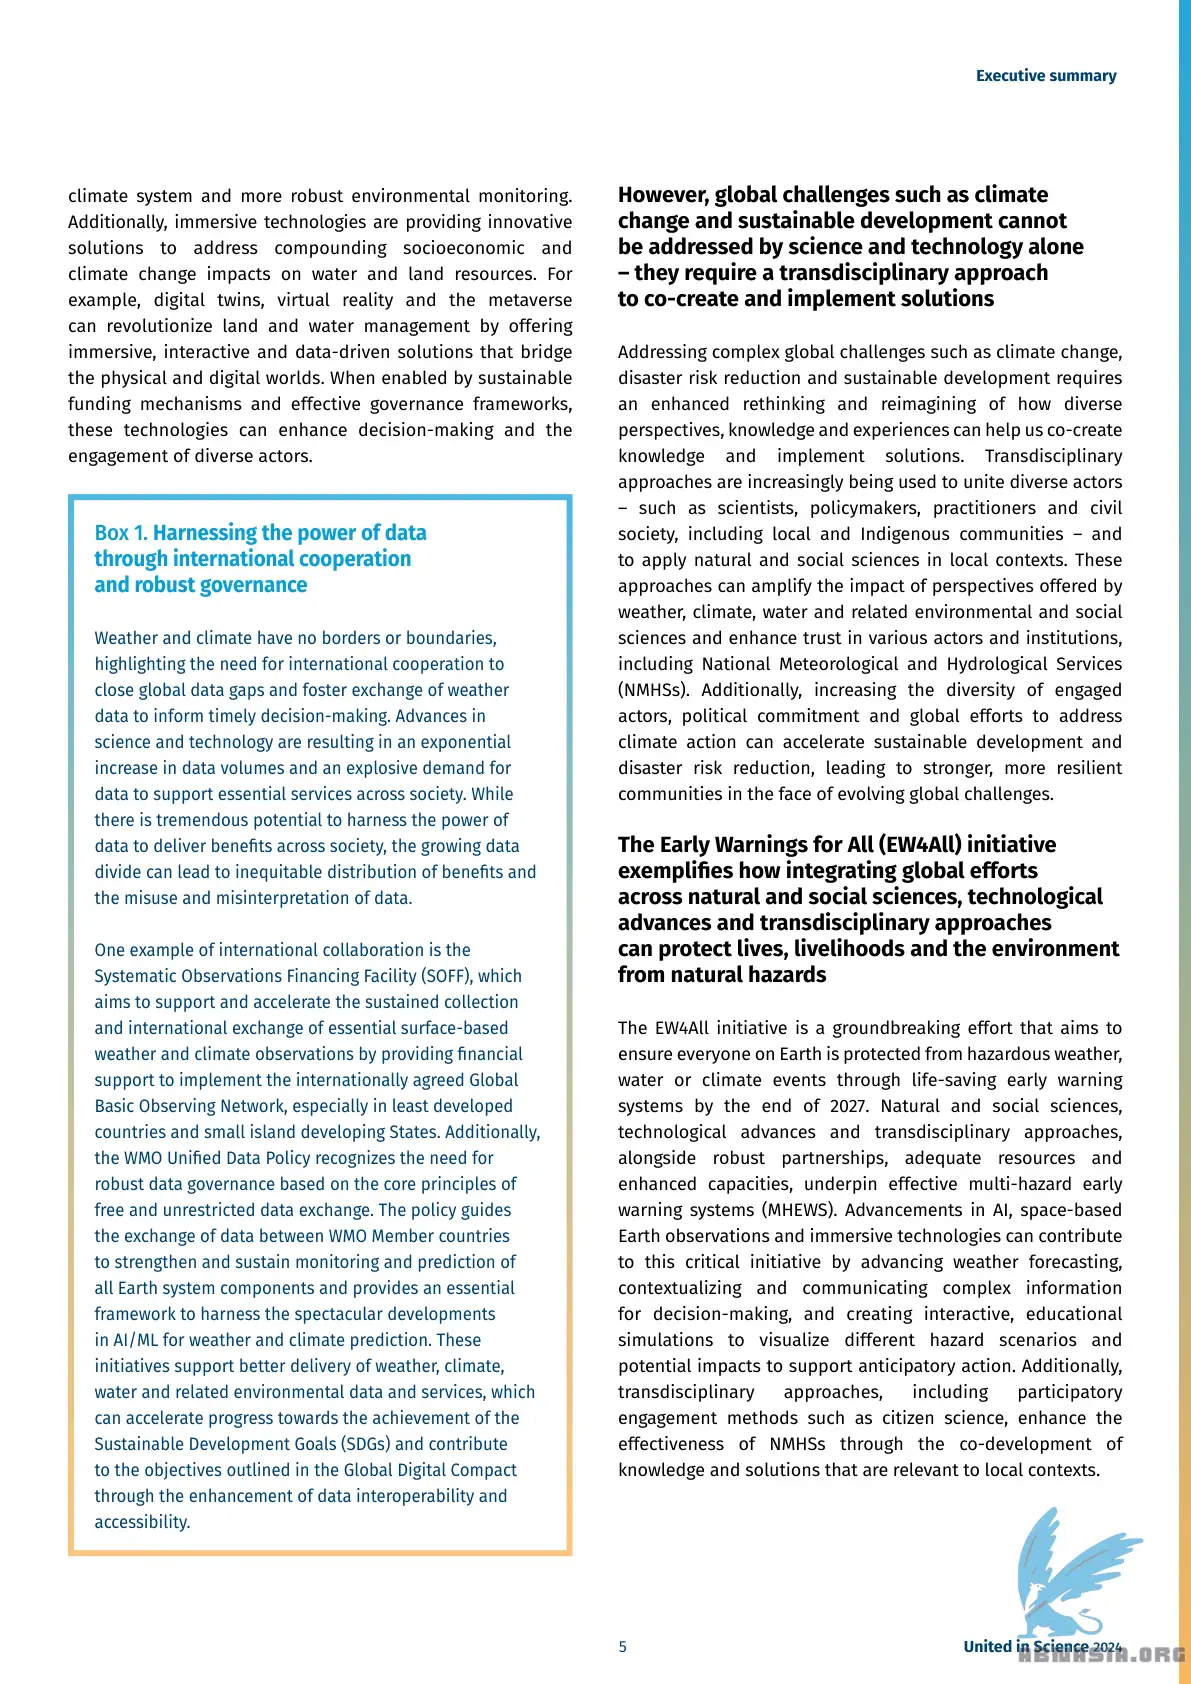 Executive summary
climate system and more robust environmental monitoring.
Additionally, immersive technologies are providing innovative
solutions to address compounding socioeconomic and
climate change impacts on water and land resources. For
example, digital twins, virtual reality and the metaverse
can revolutionize land and water management by offering
immersive, interactive and data-driven solutions that bridge
the physical and digital worlds. When enabled by sustainable
funding mechanisms and effective governance frameworks,
these technologies can enhance decision-making and the
engagement of diverse actors.
Box 1. Harnessing the power of data
through international cooperation
and robust governance
Weather and climate have no borders or boundaries,
highlighting the need for international cooperation to
close global data gaps and foster exchange of weather
data to inform timely decision-making. Advances in
science and technology are resulting in an exponential
increase in data volumes and an explosive demand for
data to support essential services across society. While
there is tremendous potential to harness the power of
data to deliver benefits across society, the growing data
divide can lead to inequitable distribution of benefits and
the misuse and misinterpretation of data.
One example of international collaboration is the
Systematic Observations Financing Facility (SOFF), which
aims to support and accelerate the sustained collection
and international exchange of essential surface-based
weather and climate observations by providing financial
support to implement the internationally agreed Global
Basic Observing Network, especially in least developed
countries and small island developing States. Additionally,
the WMO Unified Data Policy recognizes the need for
robust data governance based on the core principles of
free and unrestricted data exchange. The policy guides
the exchange of data between WMO Member countries
to strengthen and sustain monitoring and prediction of
all Earth system components and provides an essential
framework to harness the spectacular developments
in AI/ML for weather and climate prediction. These
initiatives support better delivery of weather, climate,
water and related environmental data and services, which
can accelerate progress towards the achievement of the
Sustainable Development Goals (SDGs) and contribute
to the objectives outlined in the Global Digital Compact
through the enhancement of data interoperability and
accessibility.
However, global challenges such as climate
change and sustainable development cannot
be addressed by science and technology alone
– they require a transdisciplinary approach
to co-create and implement solutions
Addressing complex global challenges such as climate change,
disaster risk reduction and sustainable development requires
an enhanced rethinking and reimagining of how diverse
perspectives, knowledge and experiences can help us co-create
knowledge and implement solutions. Transdisciplinary
approaches are increasingly being used to unite diverse actors
– such as scientists, policymakers, practitioners and civil
society, including local and Indigenous communities – and
to apply natural and social sciences in local contexts. These
approaches can amplify the impact of perspectives offered by
weather, climate, water and related environmental and social
sciences and enhance trust in various actors and institutions,
including National Meteorological and Hydrological Services
(NMHSs). Additionally, increasing the diversity of engaged
actors, political commitment and global efforts to address
climate action can accelerate sustainable development and
disaster risk reduction, leading to stronger, more resilient
communities in the face of evolving global challenges.
The Early Warnings for All (EW4All) initiative
exemplifies how integrating global efforts
across natural and social sciences, technological
advances and transdisciplinary approaches
can protect lives, livelihoods and the environment
from natural hazards
The EW4All initiative is a groundbreaking effort that aims to
ensure everyone on Earth is protected from hazardous weather,
water or climate events through life-saving early warning
systems by the end of 2027. Natural and social sciences,
technological advances and transdisciplinary approaches,
alongside robust partnerships, adequate resources and
enhanced capacities, underpin effective multi-hazard early
warning systems (MHEWS). Advancements in AI, space-based
Earth observations and immersive technologies can contribute
to this critical initiative by advancing weather forecasting,
contextualizing and communicating complex information
for decision-making, and creating interactive, educational
simulations to visualize different hazard scenarios and
potential impacts to support anticipatory action. Additionally,
transdisciplinary approaches, including participatory
engagement methods such as citizen science, enhance the
effectiveness of NMHSs through the co-development of
knowledge and solutions that are relevant to local contexts.
5
United in Science 2024
ABINASIA.ORG